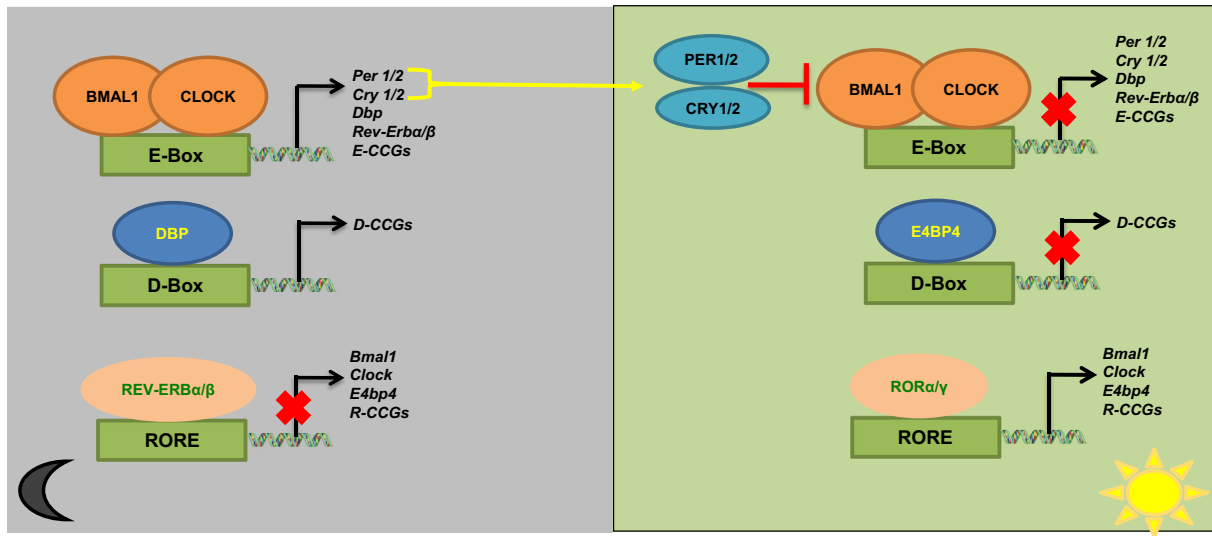 BMAL1
CLOCK
E-Box
Per 1/2
Cry 1/2
Dbp
Rev-Erbα/β
E-CCGs
DBP
D-Box
D-CCGs
REV-ERBα/β
RORE
Bmal1
Clock
E4bp4
R-CCGs
PER1/2
CRY1/2
BMAL1
CLOCK
E-Box
Per 1/2
Cry 1/2
Dbp
Rev-Erbα/β
E-CCGs
E4BP4
D-Box
D-CCGs
RORα/γ
RORE
Bmal1
Clock
E4bp4
R-CCGs